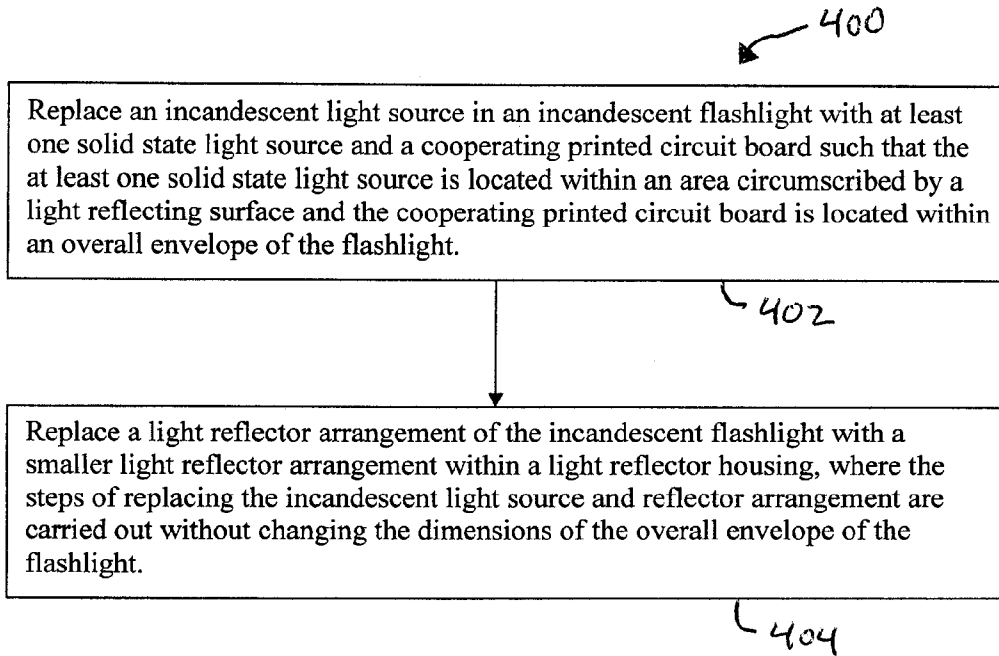 400
Replace an incandescent light source in an incandescent flashlight with at least
one solid state light source and a cooperating printed circuit board such that the
at least one solid state light source is located within an area circumscribed by a
light reflecting surface and the cooperating printed circuit board is located within
an overall envelope of the flashlight.
402
Replace a light reflector arrangement of the incandescent flashlight with a
smaller light reflector arrangement within a light reflector housing, where the
steps of replacing the incandescent light source and reflector arrangement are
carried out without changing the dimensions of the overall envelope of the
flashlight.
404